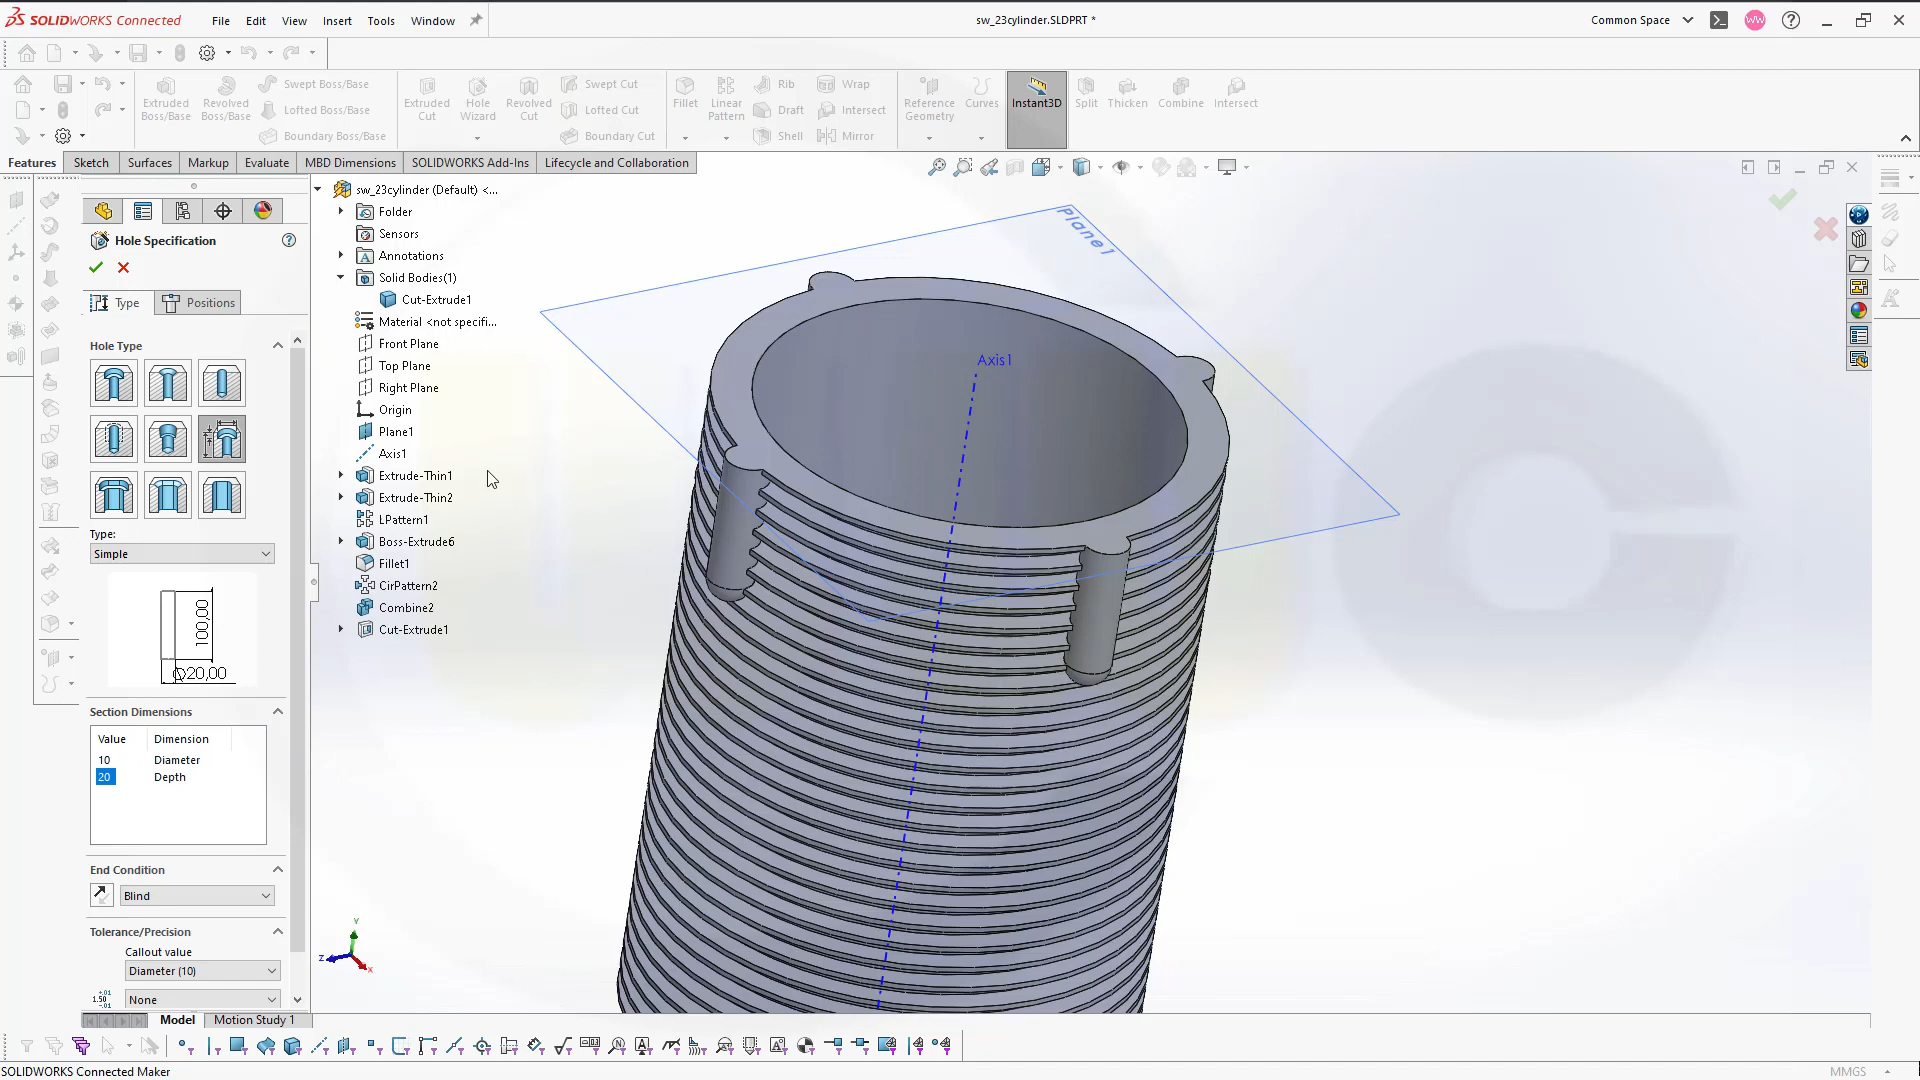 SOLIDWORKS Connected
File Edit View Insert Tools Window
sw_23cylinder.SLDPRT *
Common Space
WW
Extruded Boss/Base
Revolved Boss/Base
Swept Boss/Base
Lofted Boss/Base
Boundary Boss/Base
Extruded Cut
Hole Wizard
Revolved Cut
Swept Cut
Lofted Cut
Boundary Cut
Fillet
Linear Pattern
Rib
Draft
Shell
Wrap
Intersect
Mirror
Reference Geometry
Curves
Instant3D
Split
Thicken
Combine
Intersect
Features Sketch Surfaces Markup Evaluate MBD Dimensions SOLIDWORKS Add-Ins Lifecycle and Collaboration
Hole Specification
Type Positions
Hole Type
Type:
Simple
100,00
∅20,00
Section Dimensions
Value Dimension
10 Diameter
20 Depth
End Condition
Blind
Tolerance/Precision
Callout value
Diameter (10)
None
sw_23cylinder (Default) <...
Folder
Sensors
Annotations
Solid Bodies(1)
Cut-Extrude1
Material <not specifi...
Front Plane
Top Plane
Right Plane
Origin
Plane1
Axis1
Extrude-Thin1
Extrude-Thin2
LPattern1
Boss-Extrude6
Fillet1
CirPattern2
Combine2
Cut-Extrude1
Plane1
Axis1
Y
Z
X
Model Motion Study 1
SOLIDWORKS Connected Maker
MMGS